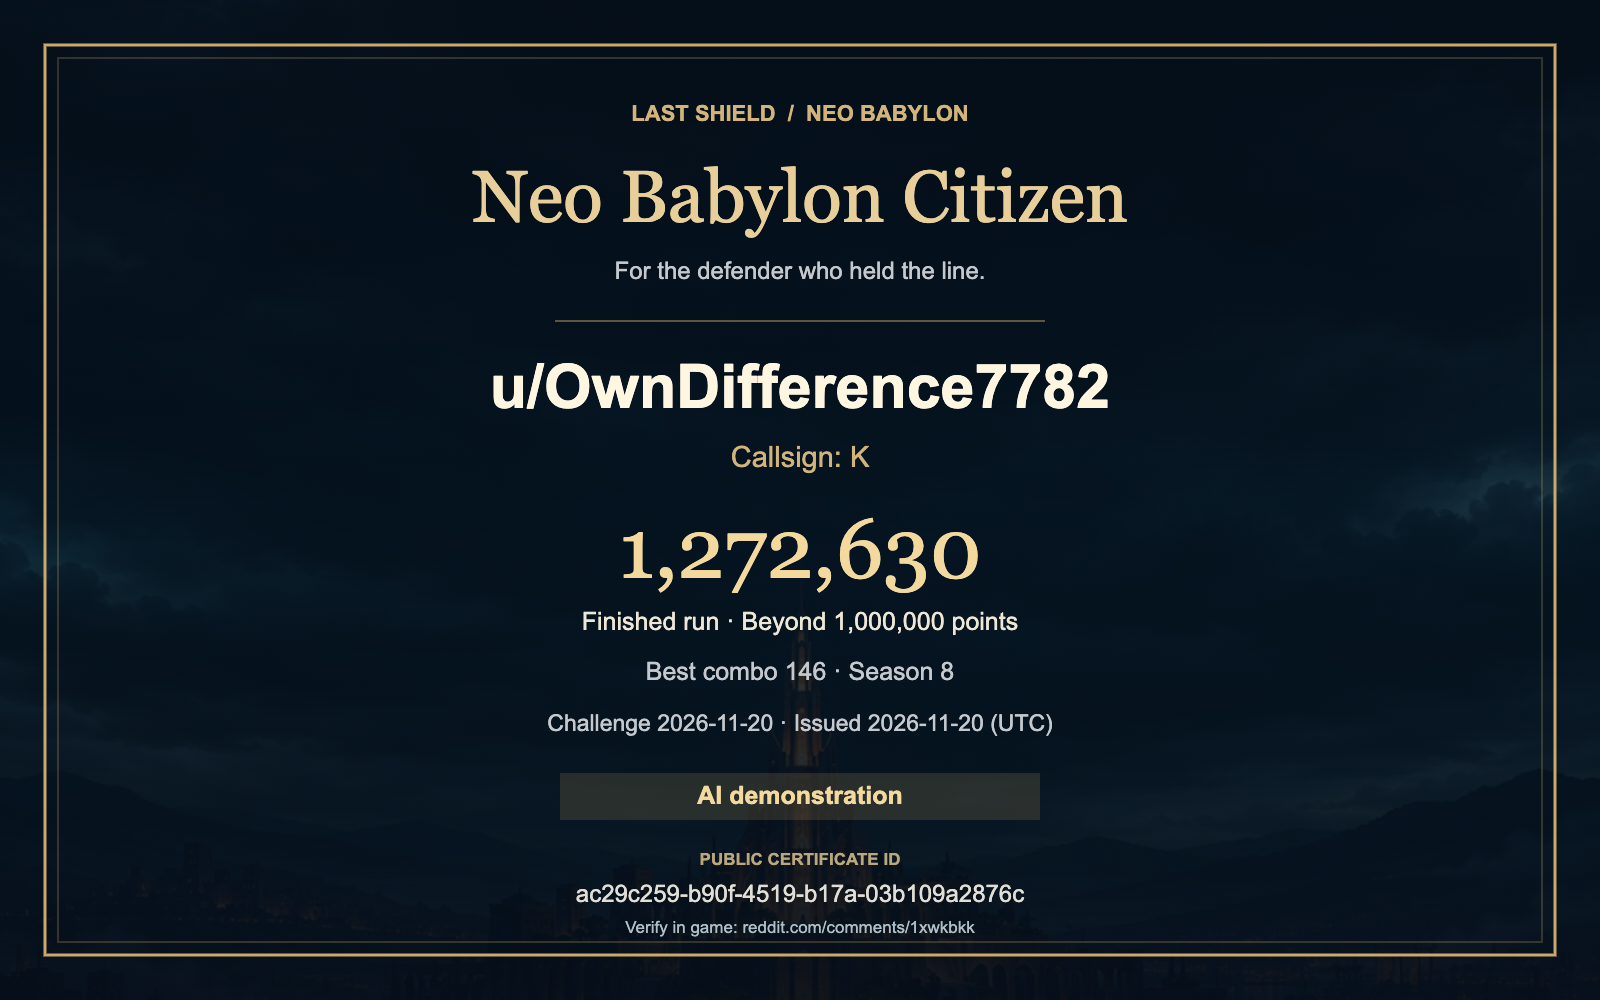 LAST SHIELD / NEO BABYLON
Neo Babylon Citizen
For the defender who held the line.
u/OwnDifference7782
Callsign: K
1,272,630
Finished run · Beyond 1,000,000 points
Best combo 146 · Season 8
Challenge 2026-11-20 · Issued 2026-11-20 (UTC)
AI demonstration
PUBLIC CERTIFICATE ID
ac29c259-b90f-4519-b17a-03b109a2876c
Verify in game: reddit.com/comments/1xwkbkk